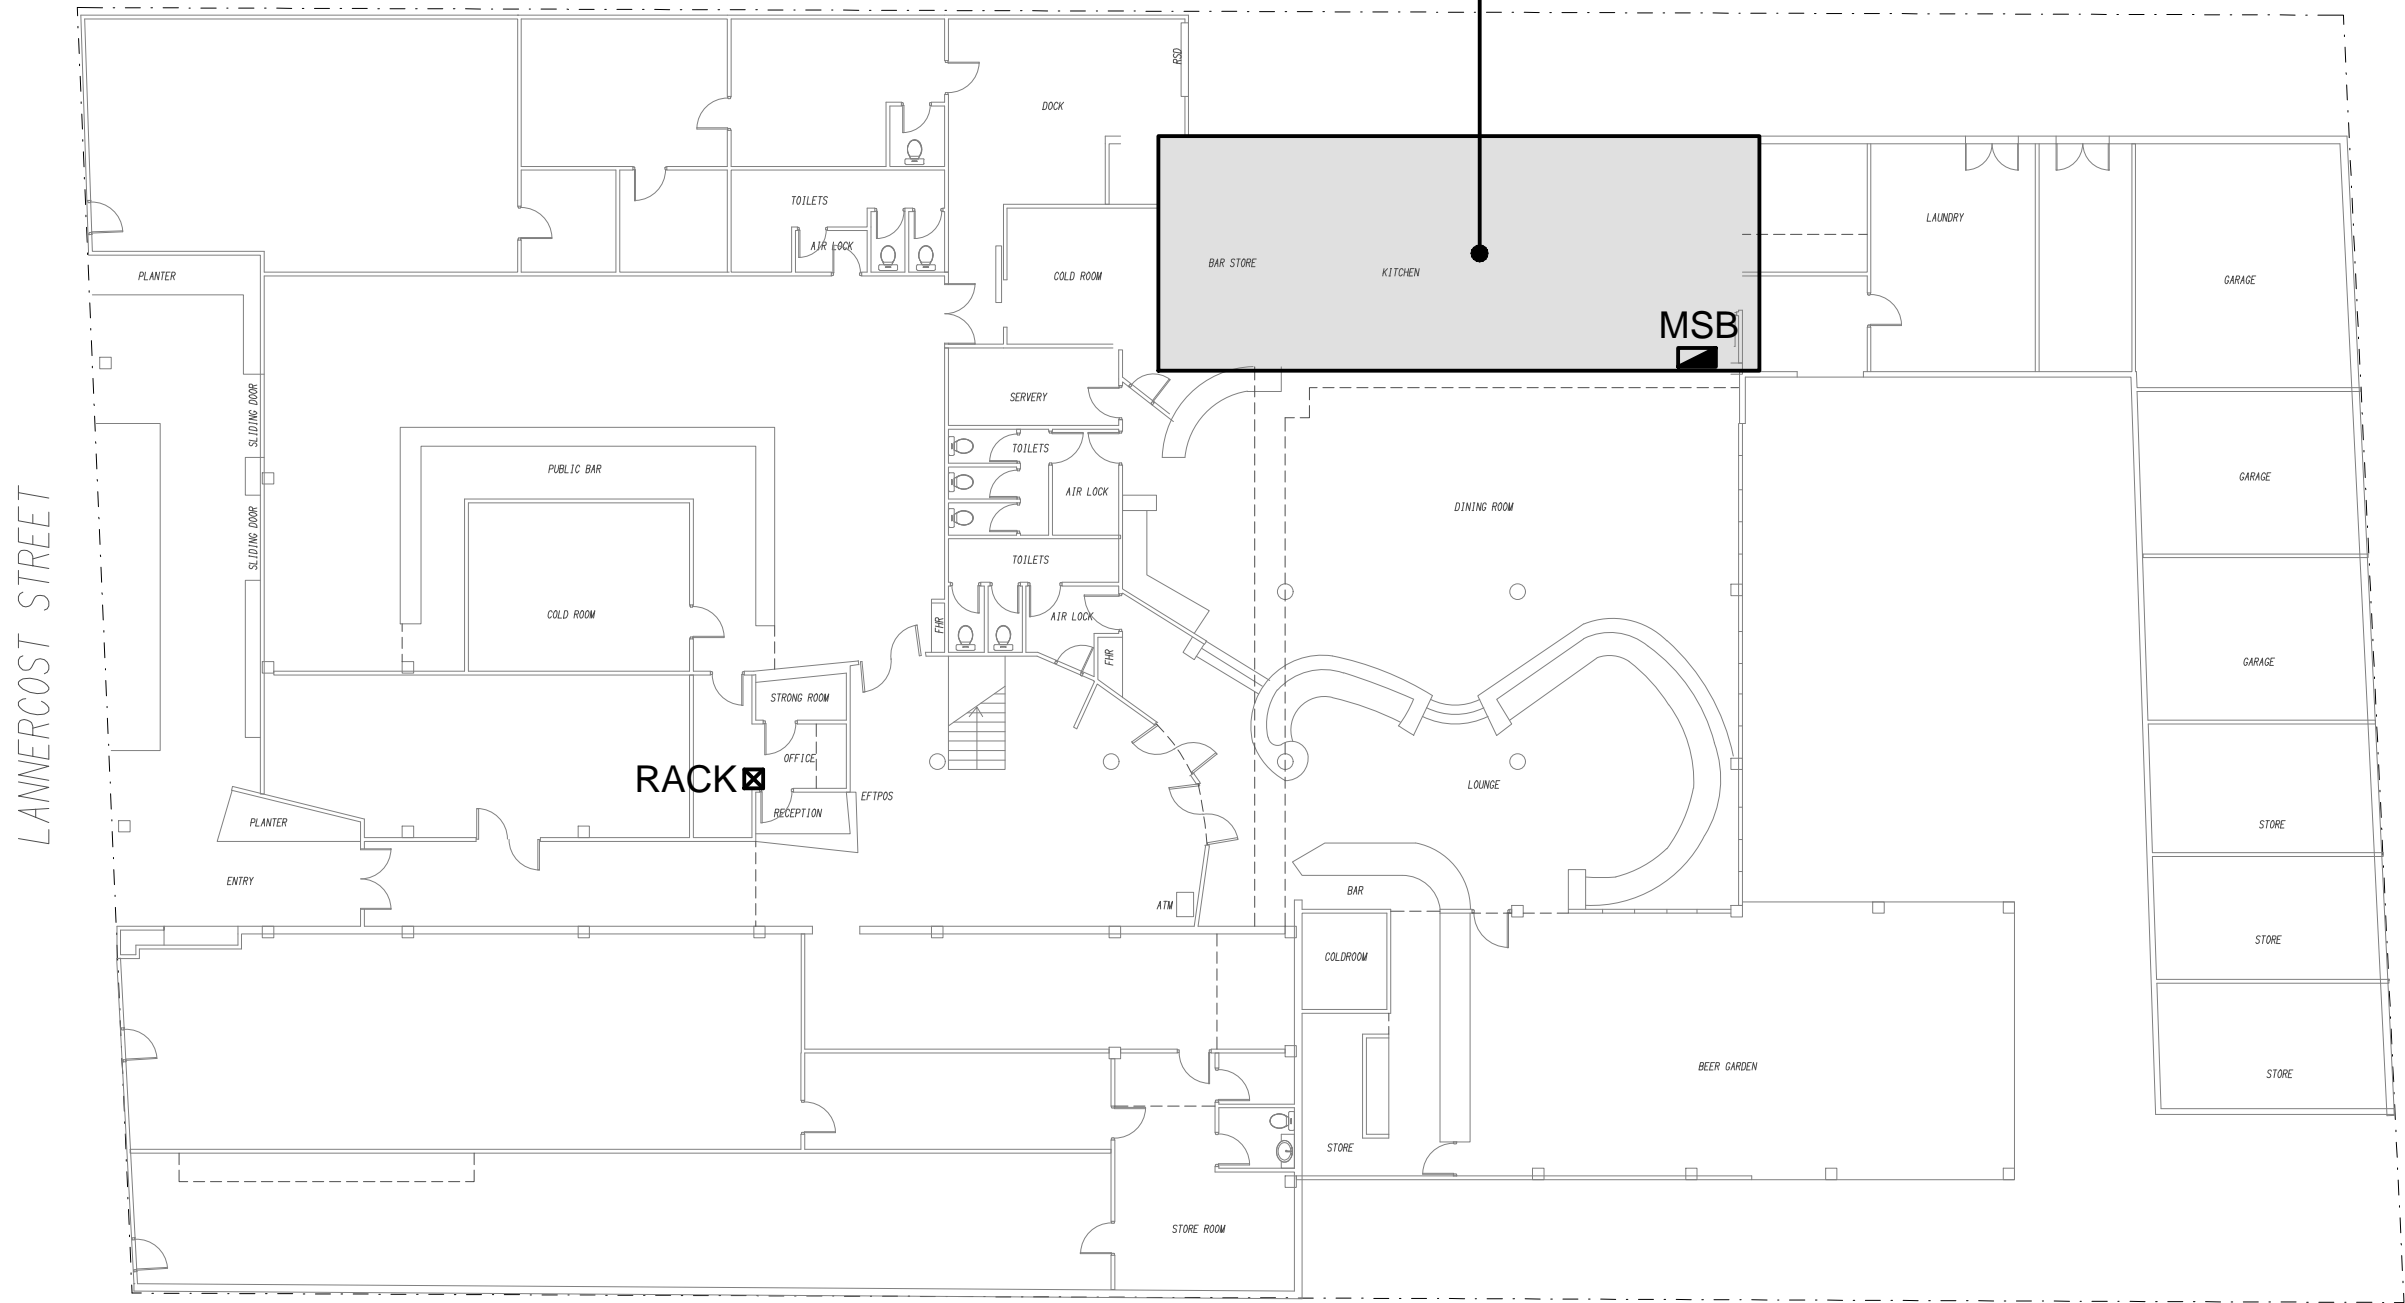 RSD
DOCK
TOILETS
AIR LOCK
PLANTER
COLD ROOM
BAR STORE
KITCHEN
LAUNDRY
GARAGE
MSB
SLIDING DOOR
SERVERY
PUBLIC BAR
TOILETS
AIR LOCK
GARAGE
DINING ROOM
SLIDING DOOR
LANNERCOST STREET
TOILETS
COLD ROOM
FHR
AIR LOCK
FHR
GARAGE
STRONG ROOM
OFFICE
RACK
EFTPOS
LOUNGE
RECEPTION
PLANTER
STORE
ENTRY
BAR
ATM
COLDROOM
STORE
BEER GARDEN
STORE
STORE
STORE ROOM